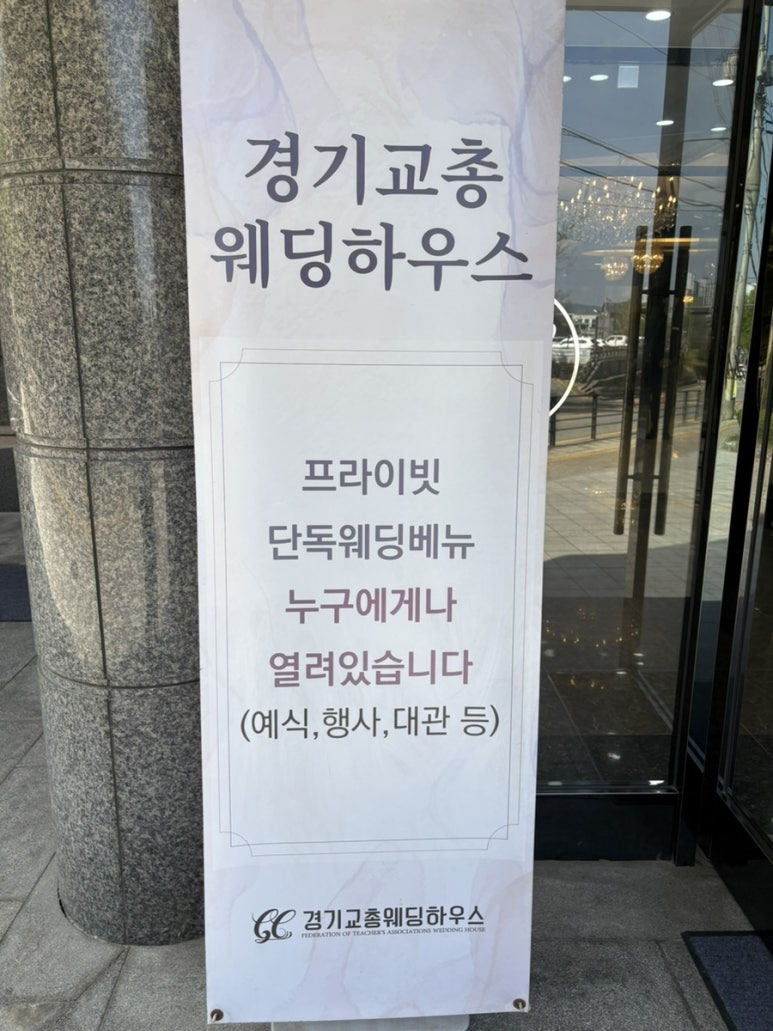 경기교총
웨딩하우스
프라이빗
단독웨딩베뉴
누구에게나
열려있습니다
(예식,행사,대관 등)
GC 경기교총웨딩하우스
FEDERATION OF TEACHER'S ASSOCIATIONS WEDDING HOUSE